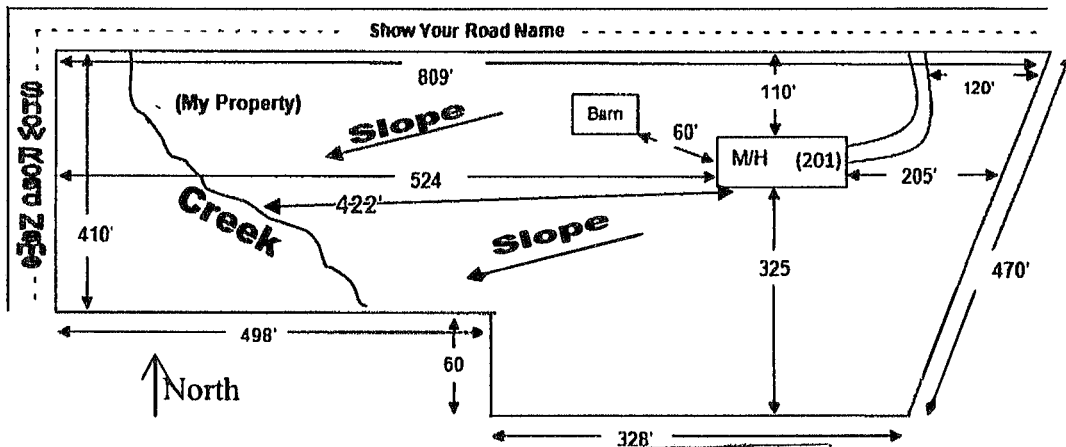 Show Your Road Name
809'
120'
110'
(My Property)
Barn
Slope
60'
M/H (201)
Show Road Name
524
205'
422'
Creek
410'
Slope
325
470'
498'
60
North
328'